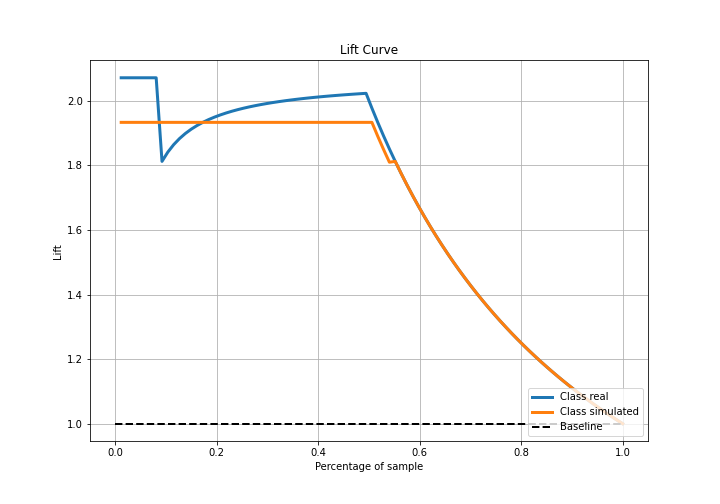 Lift Curve
2.0
1.8
1.6
1.4
1.2
1.0
Lift
0.0 0.2 0.4 0.6 0.8 1.0
Percentage of sample
Class real
Class simulated
Baseline